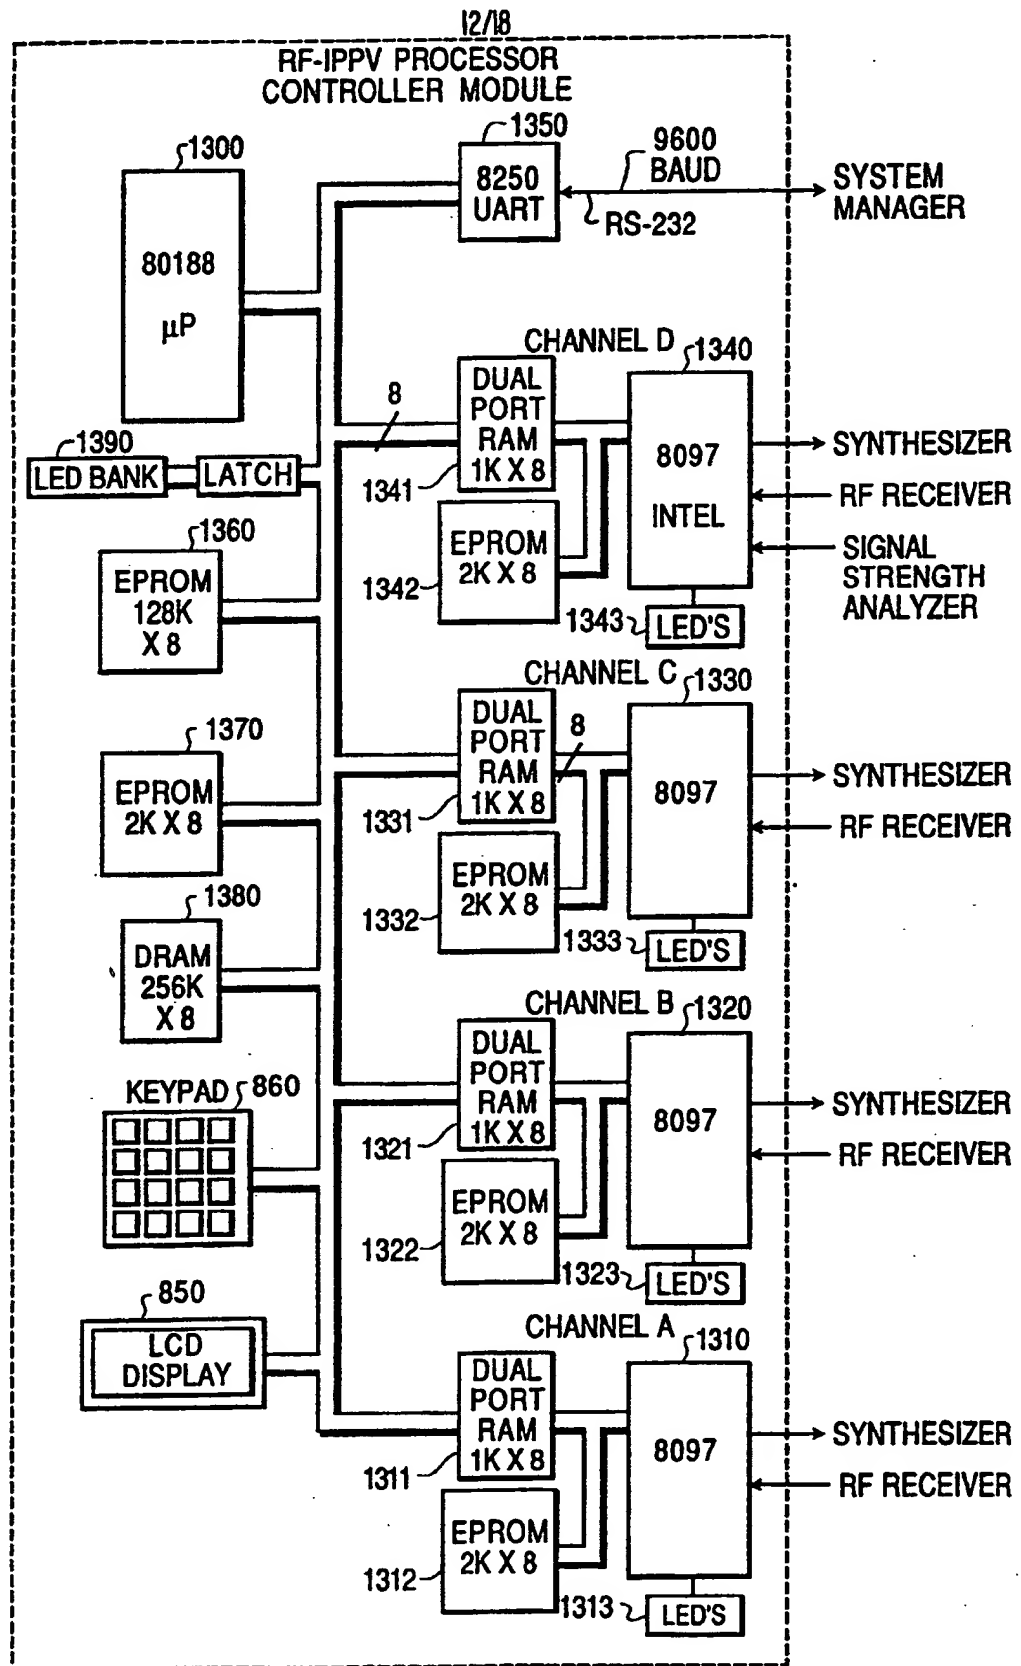 12/18
RF-IPPV PROCESSOR
CONTROLLER MODULE
1350
8250
UART
9600
BAUD
RS-232
SYSTEM
MANAGER
1300
80188
µP
1390
LED BANK
LATCH
1360
EPROM
128K
X 8
1370
EPROM
2K X 8
1380
DRAM
256K
X 8
KEYPAD
860
850
LCD
DISPLAY
8
CHANNEL D
1340
DUAL
PORT
RAM
1K X 8
1341
EPROM
2K X 8
1342
8097
INTEL
1343
LED'S
SYNTHESIZER
RF RECEIVER
SIGNAL
STRENGTH
ANALYZER
CHANNEL C
1330
DUAL
PORT
RAM
1K X 8
8
1331
EPROM
2K X 8
1332
8097
1333
LED'S
SYNTHESIZER
RF RECEIVER
CHANNEL B
1320
DUAL
PORT
RAM
1K X 8
1321
EPROM
2K X 8
1322
8097
1323
LED'S
SYNTHESIZER
RF RECEIVER
CHANNEL A
1310
DUAL
PORT
RAM
1K X 8
1311
EPROM
2K X 8
1312
8097
1313
LED'S
SYNTHESIZER
RF RECEIVER